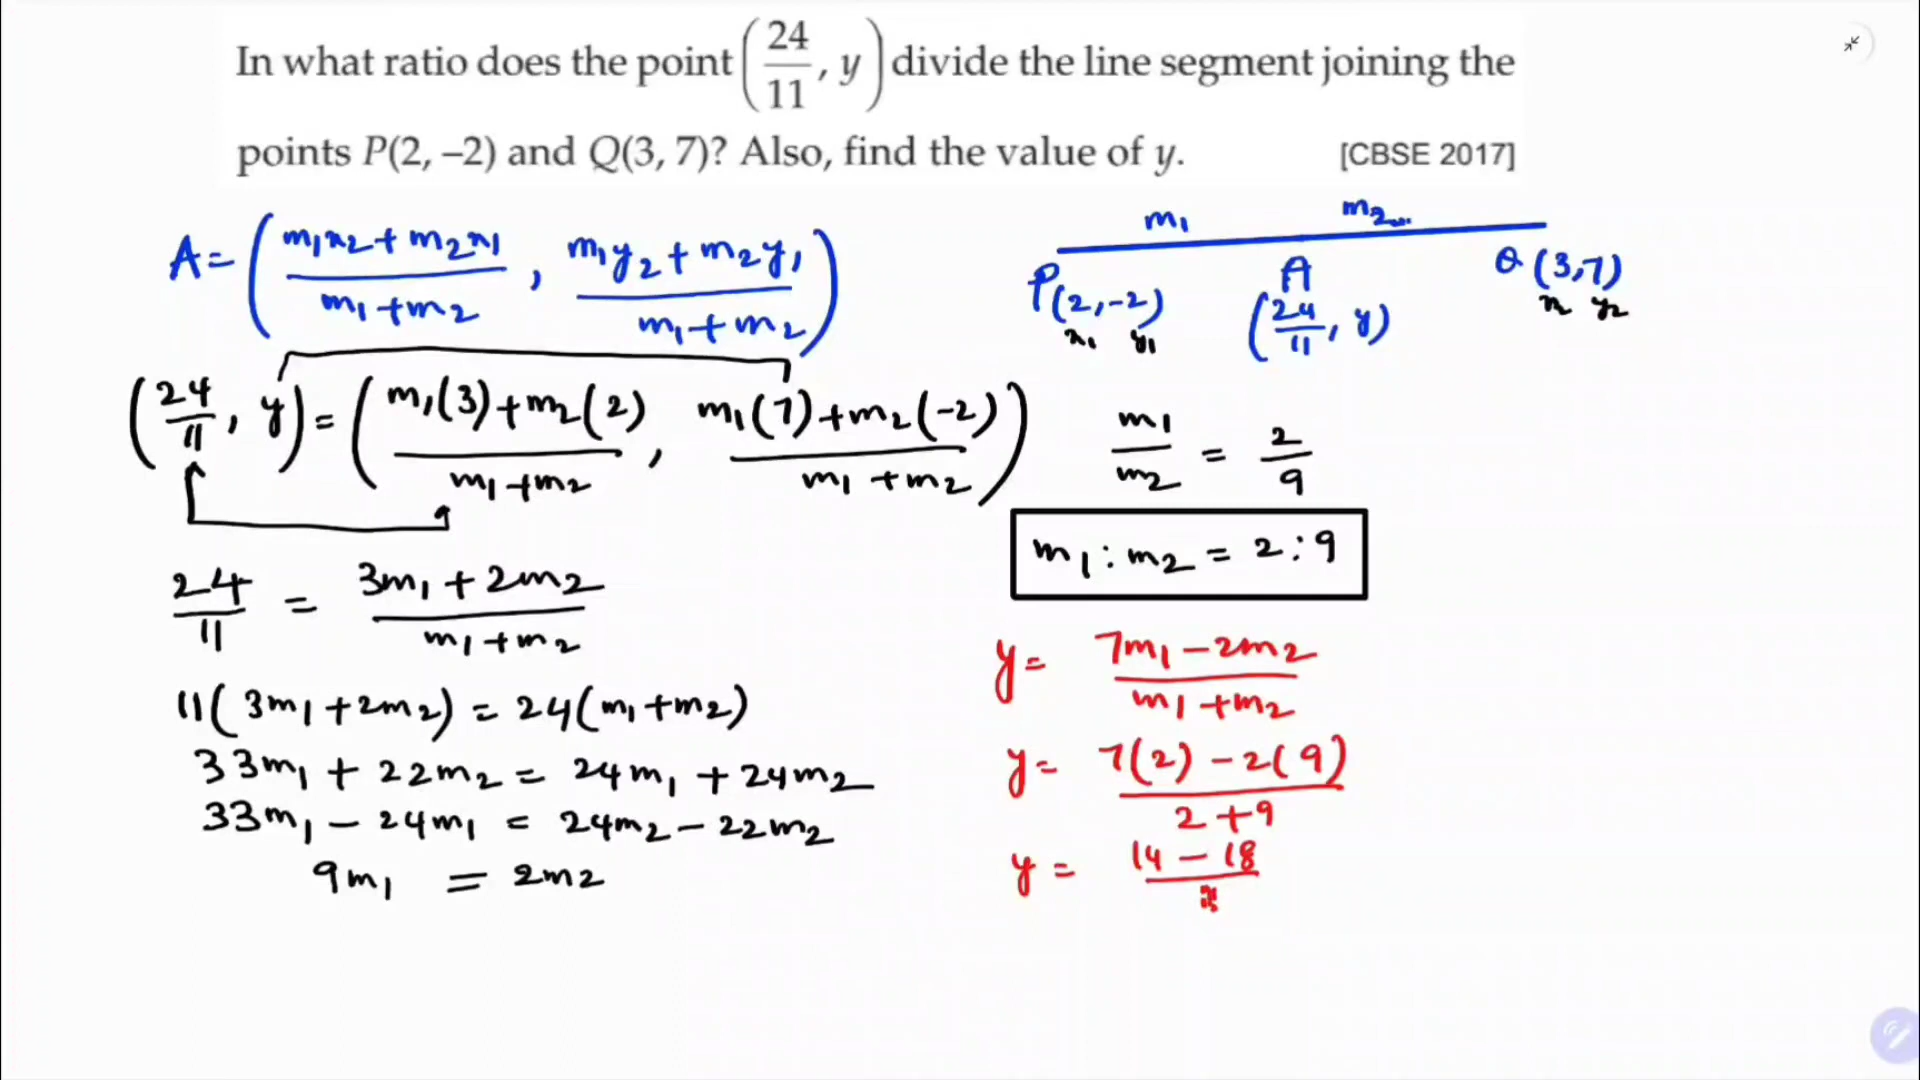 In what ratio does the point (24/11, y) divide the line segment joining the
points P(2, –2) and Q(3, 7)? Also, find the value of y. [CBSE 2017]
A = ((m1x2 + m2x1)/(m1 + m2), (m1y2 + m2y1)/(m1 + m2))
m1 m2
P(2, -2) A Q(3,7)
x1 y1 (24/11, y) x2 y2
(24/11, y) = ((m1(3) + m2(2))/(m1 + m2), (m1(7) + m2(-2))/(m1 + m2))
24/11 = (3m1 + 2m2)/(m1 + m2)
11(3m1 + 2m2) = 24(m1 + m2)
33m1 + 22m2 = 24m1 + 24m2
33m1 - 24m1 = 24m2 - 22m2
9m1 = 2m2
m1/m2 = 2/9
m1 : m2 = 2 : 9
y = (7m1 - 2m2)/(m1 + m2)
y = (7(2) - 2(9))/(2 + 9)
y = 14 - 18